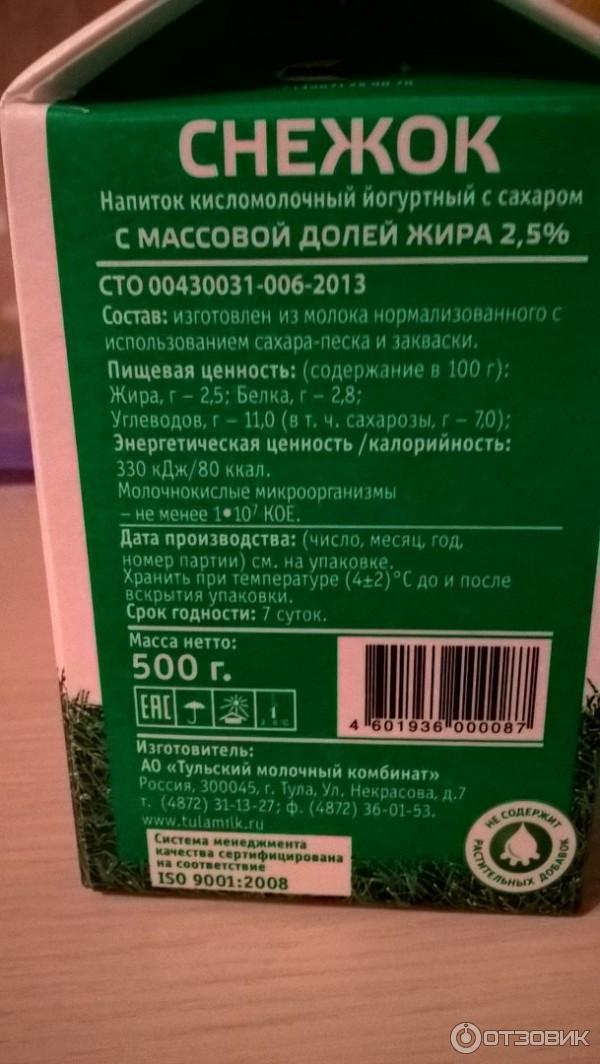 СНЕЖОК
Напиток кисломолочный йогуртный с сахаром
С МАССОВОЙ ДОЛЕЙ ЖИРА 2,5%
СТО 00430031-006-2013
Состав: изготовлен из молока нормализованного с
использованием сахара-песка и закваски.
Пищевая ценность: (содержание в 100 г):
Жира, г – 2,5; Белка, г – 2,8;
Углеводов, г – 11,0 (в т. ч. сахарозы, г – 7,0);
Энергетическая ценность /калорийность:
330 кДж/80 ккал.
Молочнокислые микроорганизмы
– не менее 1•10⁷ КОЕ.
Дата производства: (число, месяц, год,
номер партии) см. на упаковке.
Хранить при температуре (4±2)°С до и после
вскрытия упаковки.
Срок годности: 7 суток.
Масса нетто:
500 г.
ЕАС
4 601936 000087
Изготовитель:
АО «Тульский молочный комбинат»
Россия, 300045, г. Тула, Ул. Некрасова, д.7
т. (4872) 31-13-27; ф. (4872) 36-01-53.
www.tulamilk.ru
Система менеджмента
качества сертифицирована
на соответствие
ISO 9001:2008
НЕ СОДЕРЖИТ
РАСТИТЕЛЬНЫХ ДОБАВОК
ОТЗОВИК